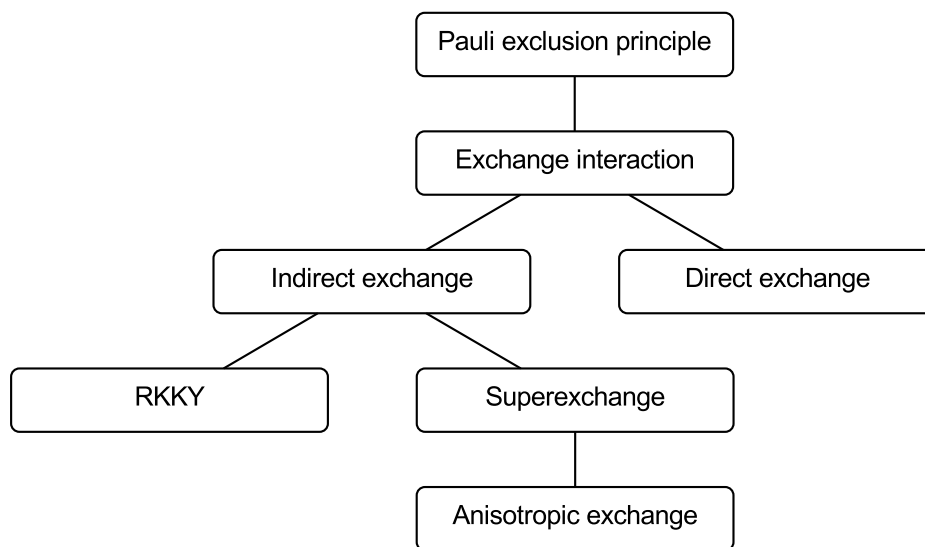 Pauli exclusion principle
Exchange interaction
Indirect exchange
Direct exchange
RKKY
Superexchange
Anisotropic exchange